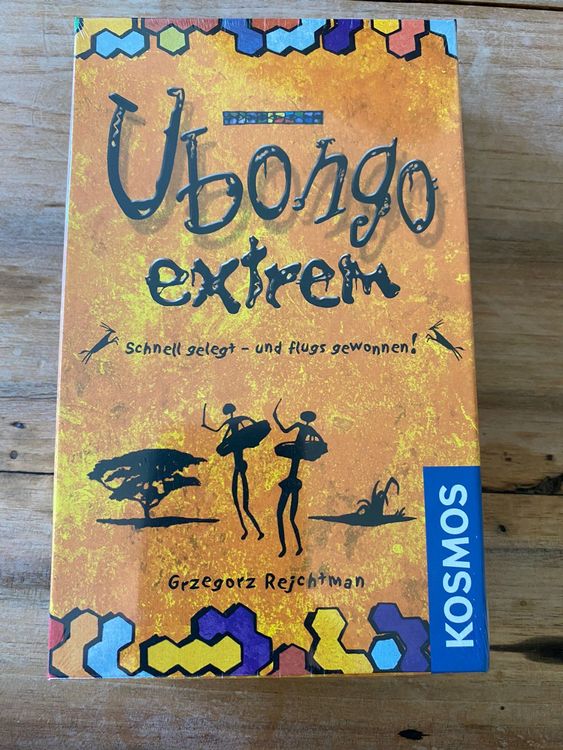 Ubongo
extrem
Schnell gelegt – und flugs gewonnen!
Grzegorz Rejchtman
KOSMOS